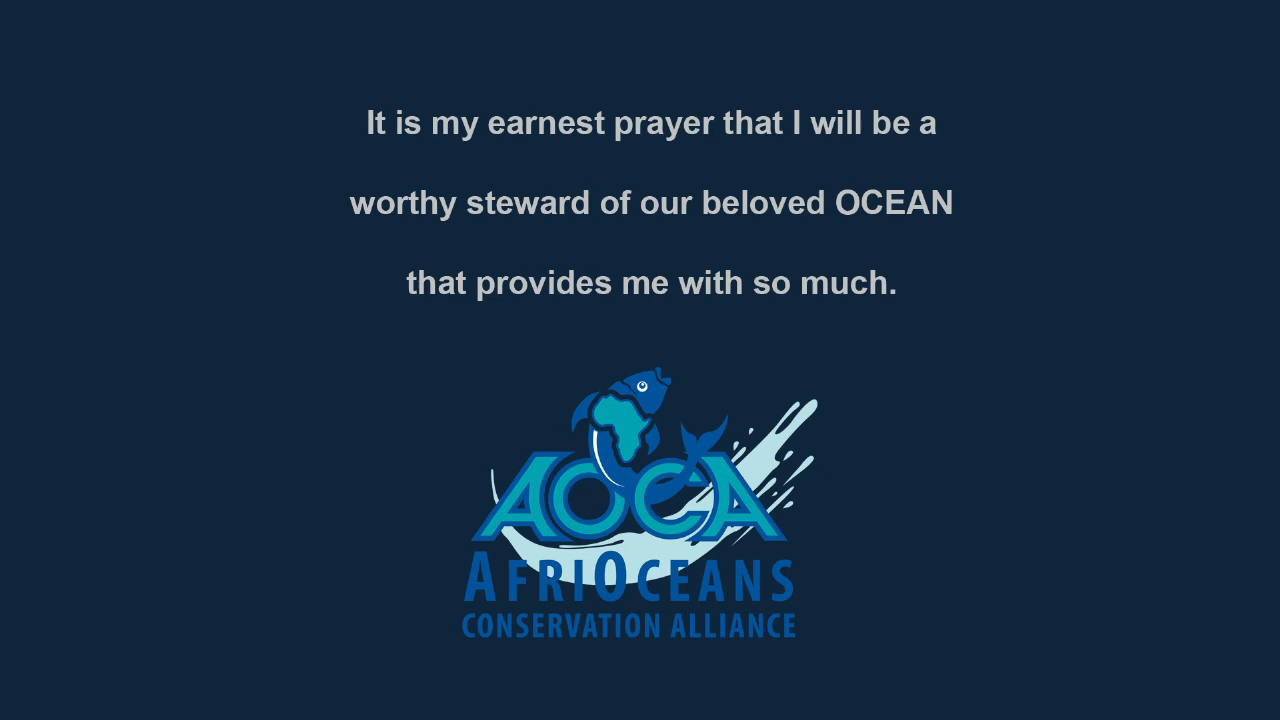 It is my earnest prayer that I will be a
worthy steward of our beloved OCEAN
that provides me with so much.
AOCA
AFRIOCEANS
CONSERVATION ALLIANCE